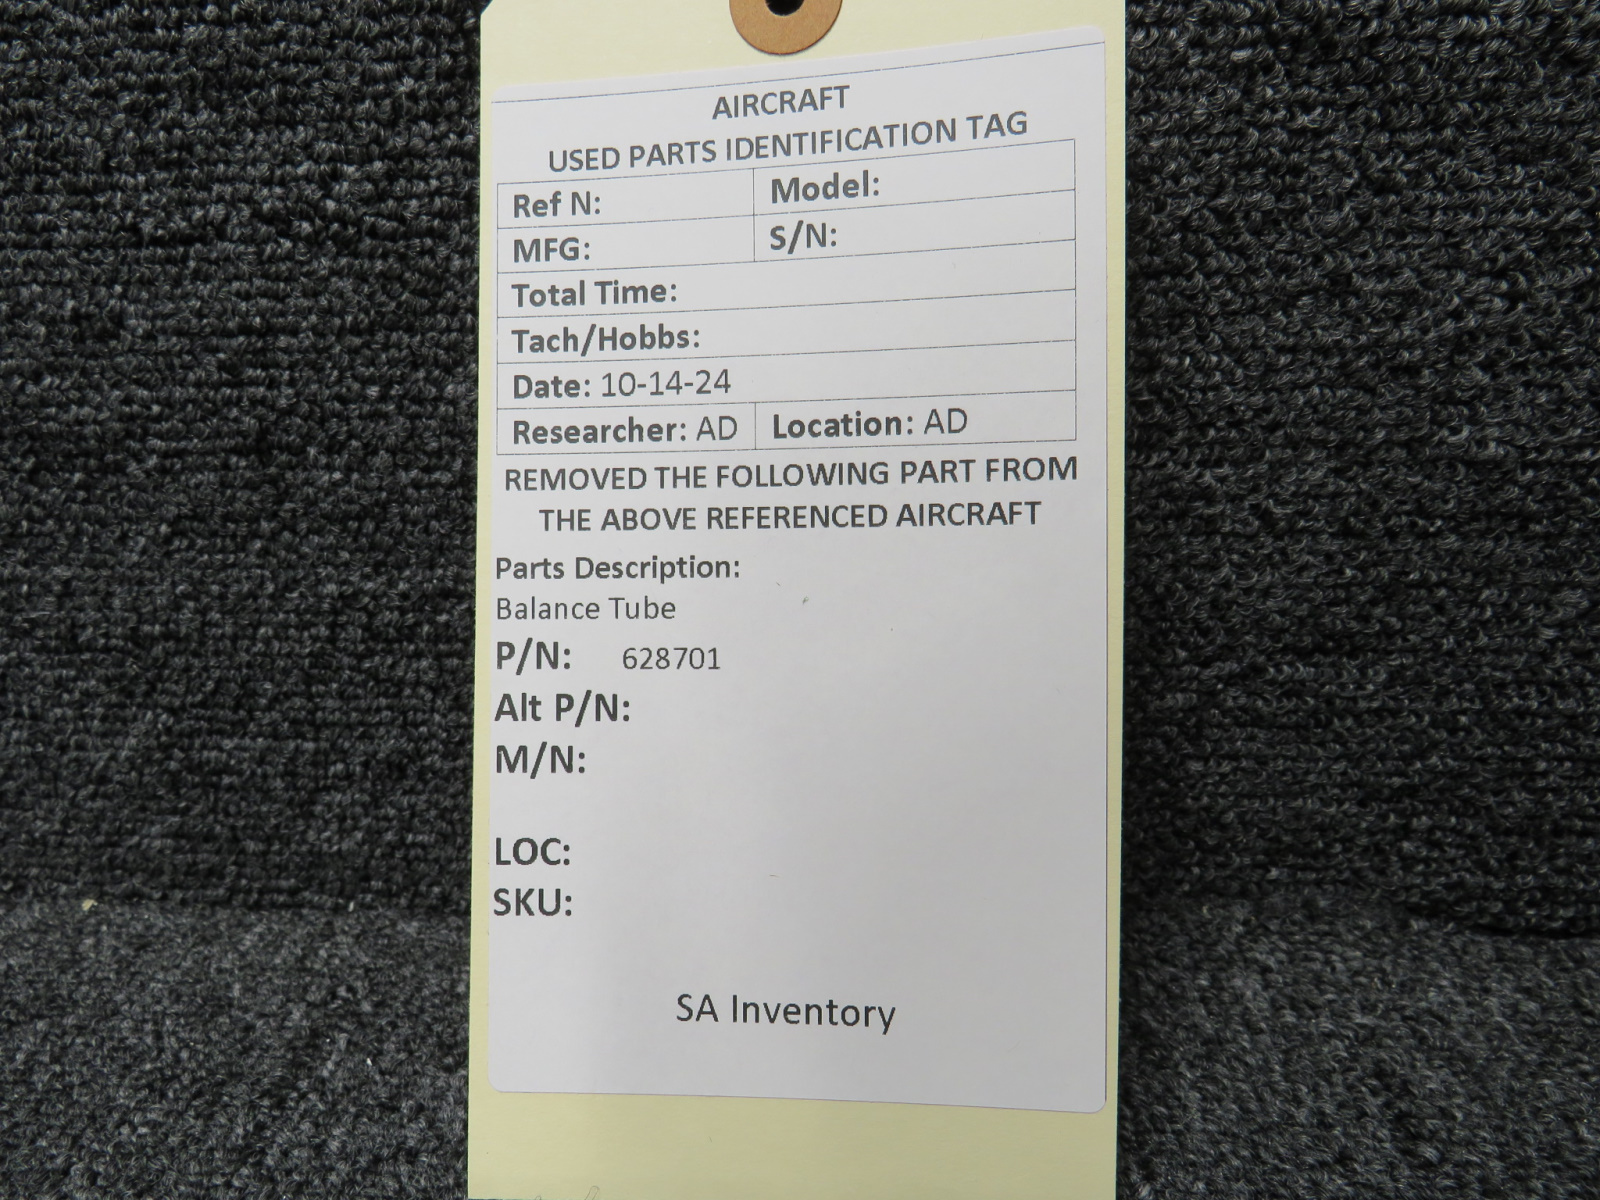 AIRCRAFT
USED PARTS IDENTIFICATION TAG
Ref N: Model:
MFG: S/N:
Total Time:
Tach/Hobbs:
Date: 10-14-24
Researcher: AD Location: AD
REMOVED THE FOLLOWING PART FROM
THE ABOVE REFERENCED AIRCRAFT
Parts Description:
Balance Tube
P/N: 628701
Alt P/N:
M/N:
LOC:
SKU:
SA Inventory